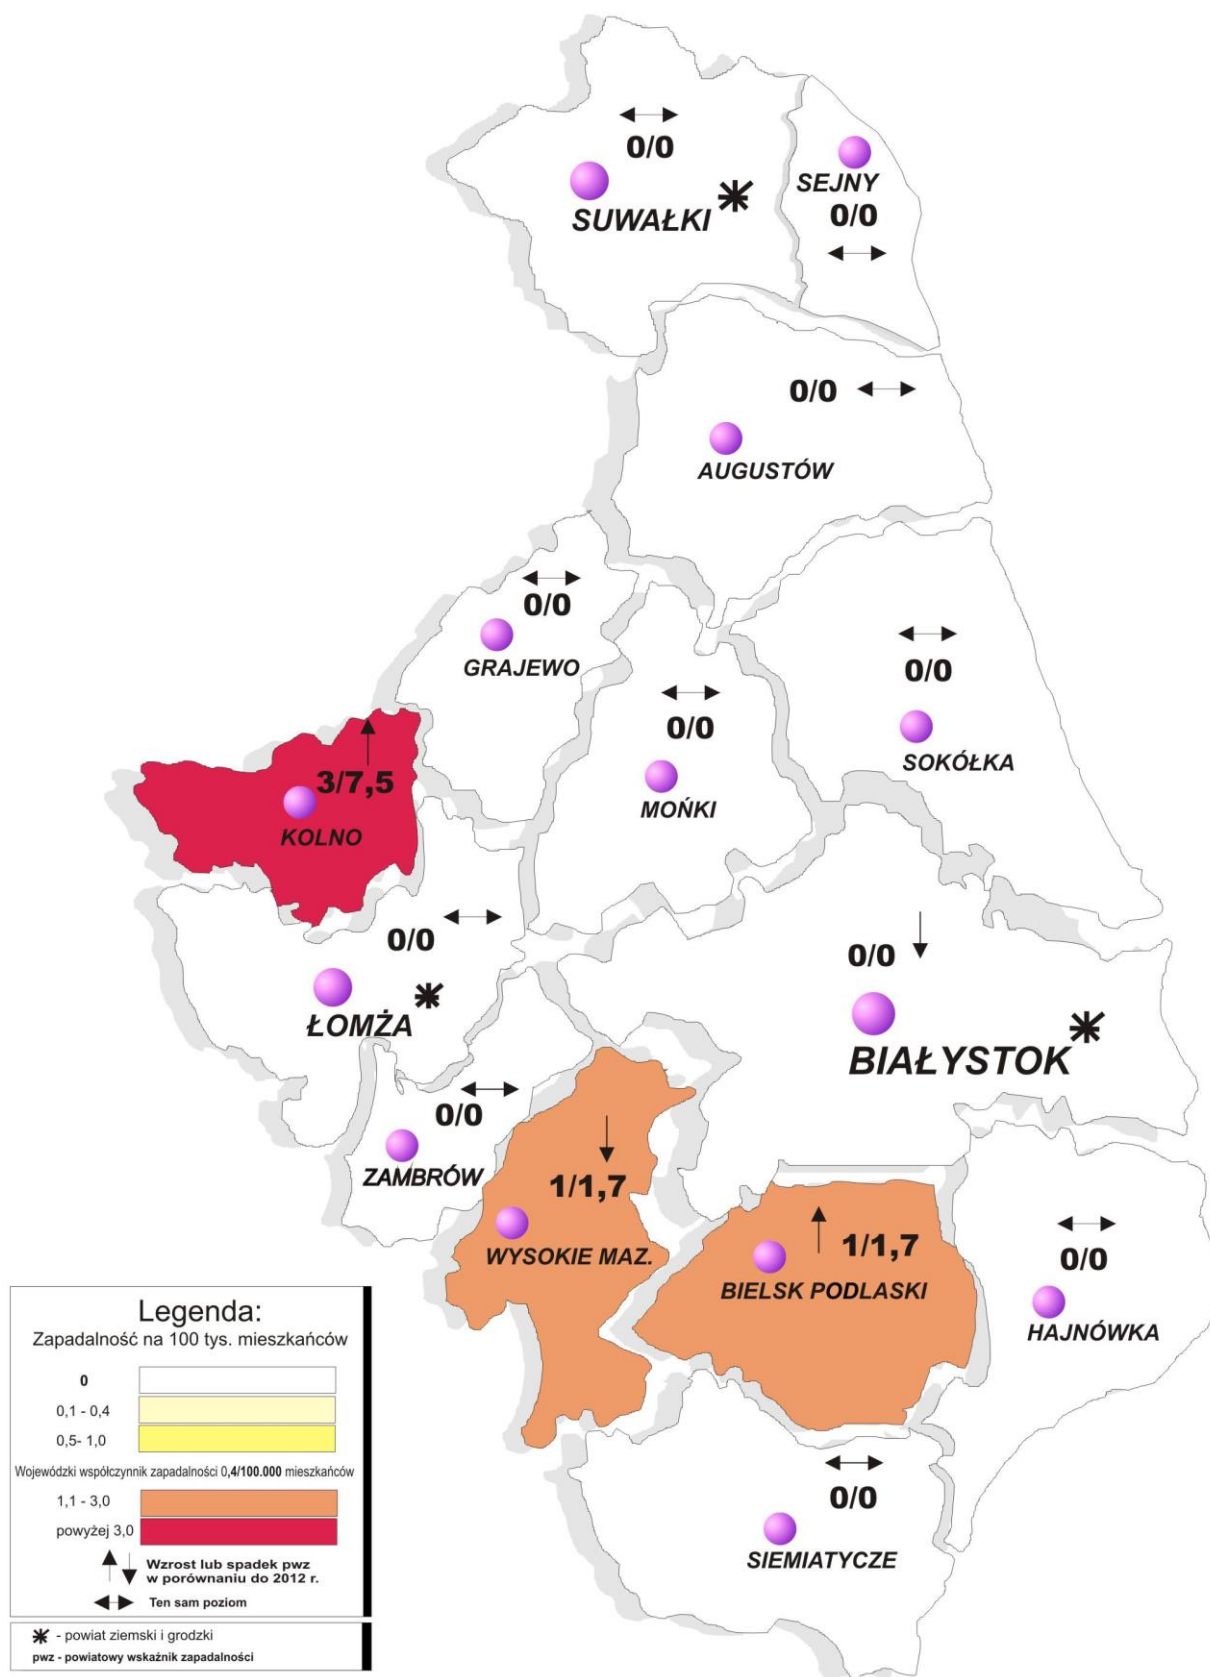 0/0
SUWAŁKI
SEJNY
0/0
0/0
AUGUSTÓW
0/0
GRAJEWO
0/0
SOKÓŁKA
0/0
MOŃKI
3/7,5
KOLNO
0/0
ŁOMŻA
0/0
BIAŁYSTOK
0/0
ZAMBRÓW
1/1,7
WYSOKIE MAZ.
1/1,7
BIELSK PODLASKI
0/0
HAJNÓWKA
0/0
SIEMIATYCZE
Legenda:
Zapadalność na 100 tys. mieszkańców
0
0,1 - 0,4
0,5- 1,0
Wojewódzki współczynnik zapadalności 0,4/100.000 mieszkańców
1,1 - 3,0
powyżej 3,0
Wzrost lub spadek pwz
w porównaniu do 2012 r.
Ten sam poziom
- powiat ziemski i grodzki
pwz - powiatowy wskaźnik zapadalności